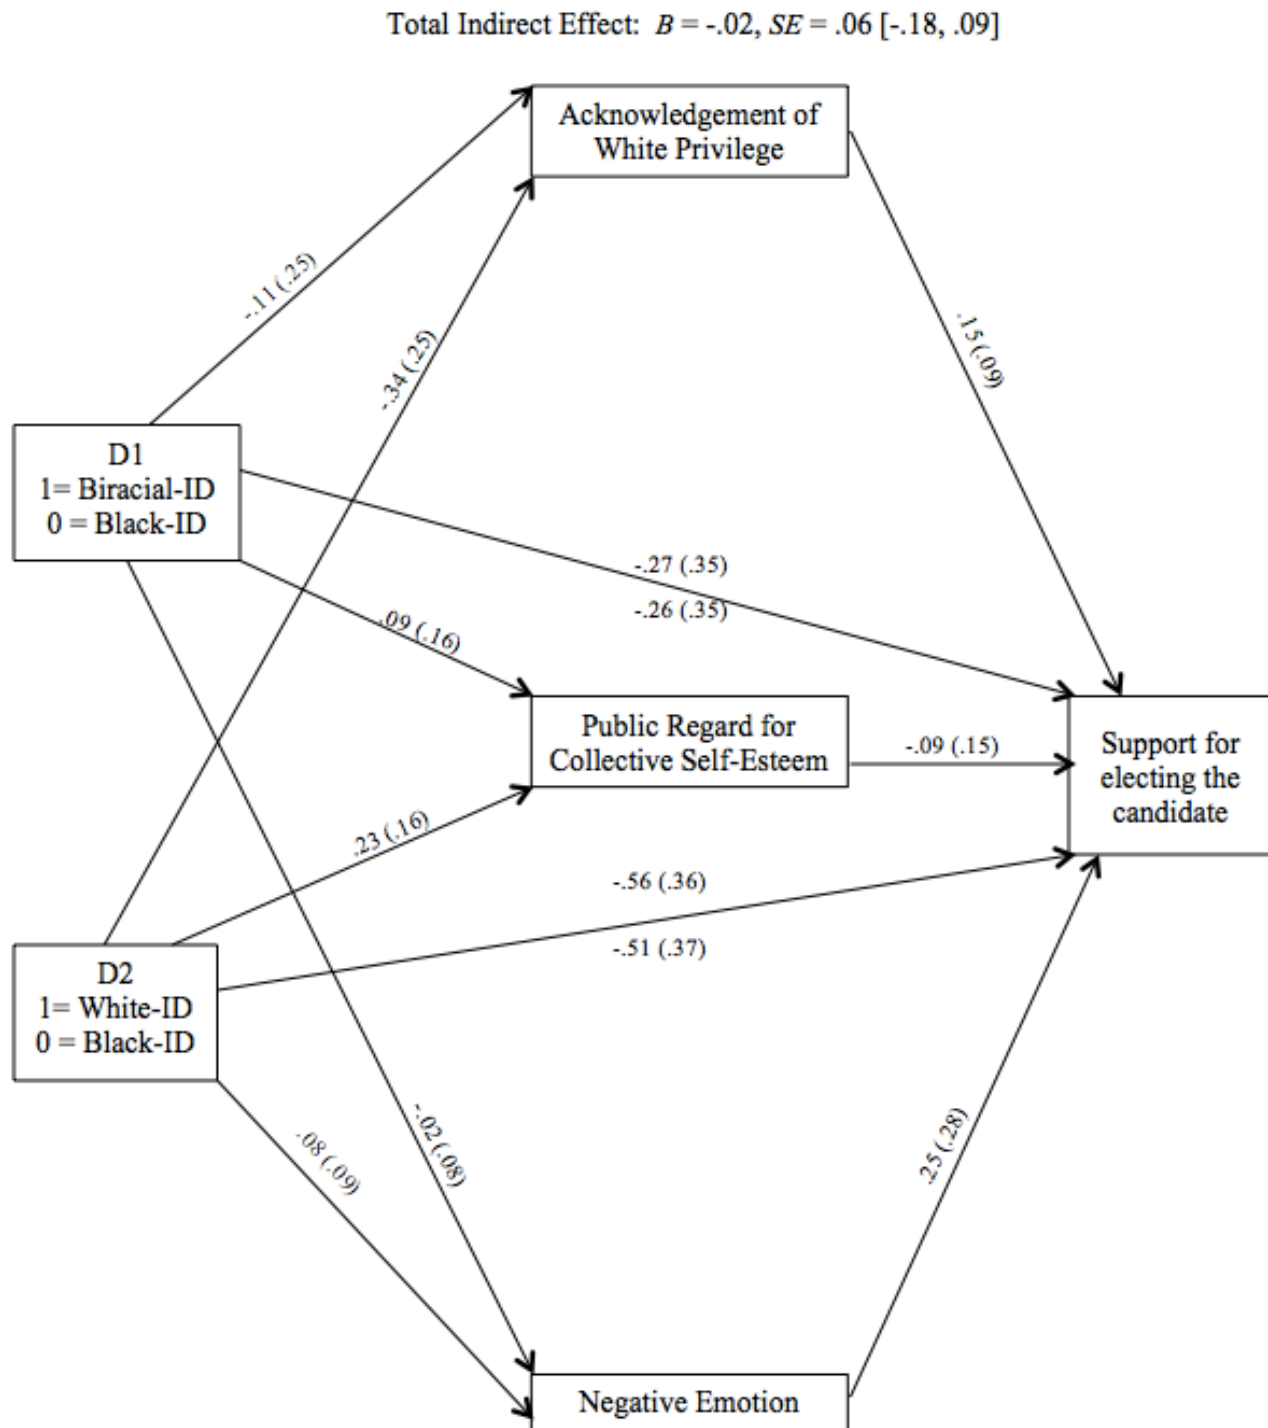 Total Indirect Effect:  B = -.02, SE = .06 [-.18, .09]
Acknowledgement of
White Privilege
-.11 (.25)
-.34 (.25)
.15 (.09)
D1
1= Biracial-ID
0 = Black-ID
-.27 (.35)
-.26 (.35)
.09 (.16)
Public Regard for
Collective Self-Esteem
-.09 (.15)
Support for
electing the
candidate
.23 (.16)
-.56 (.36)
-.51 (.37)
D2
1= White-ID
0 = Black-ID
-.02 (.08)
.08 (.09)
.25 (.28)
Negative Emotion